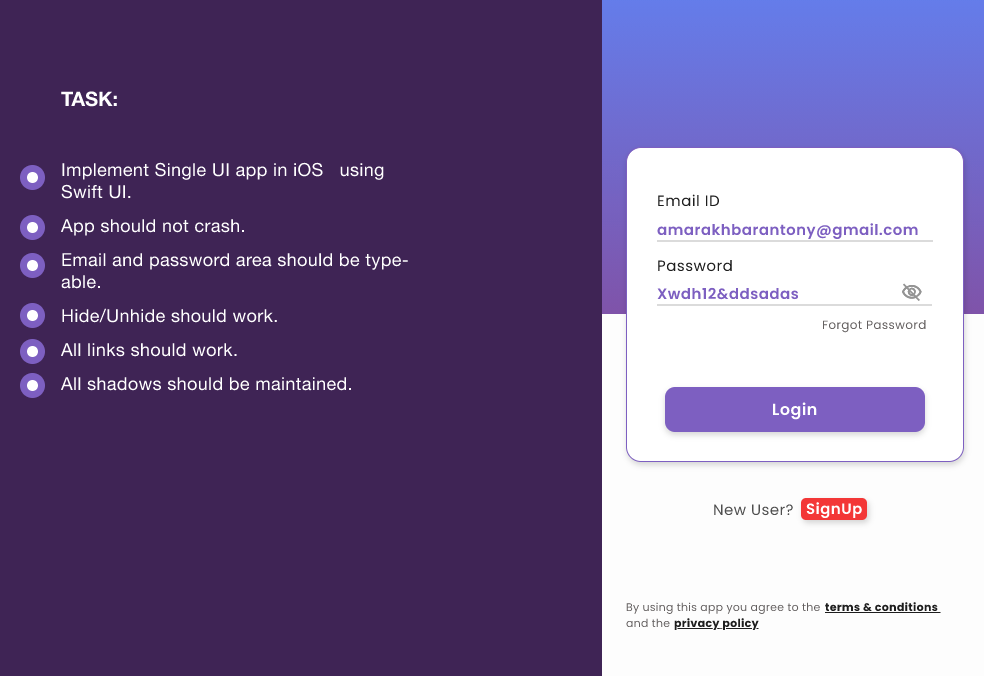 TASK:
Implement Single UI app in iOS using
Swift UI.
App should not crash.
Email and password area should be type-
able.
Hide/Unhide should work.
All links should work.
All shadows should be maintained.
Email ID
amarakhbarantony@gmail.com
Password
Xwdh12&ddsadas
Forgot Password
Login
New User? SignUp
By using this app you agree to the terms & conditions
and the privacy policy